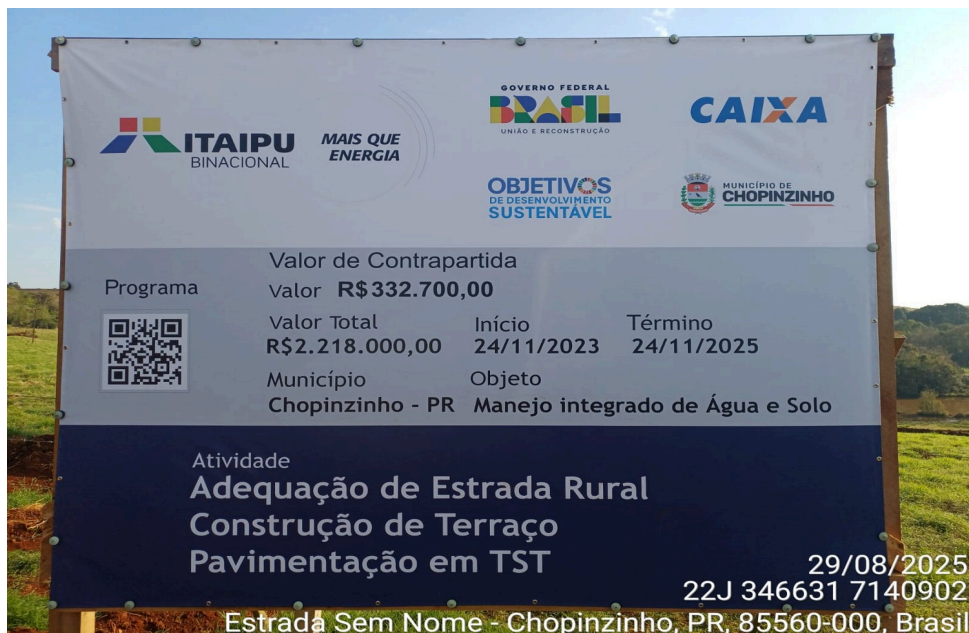 ITAIPU
BINACIONAL
MAIS QUE
ENERGIA
GOVERNO FEDERAL
BRASIL
UNIÃO E RECONSTRUÇÃO
CAIXA
OBJETIVOS
DE DESENVOLVIMENTO
SUSTENTÁVEL
MUNICÍPIO DE
CHOPINZINHO
Programa
Valor de Contrapartida
Valor R$332.700,00
Valor Total Início Término
R$2.218.000,00 24/11/2023 24/11/2025
Município Objeto
Chopinzinho - PR Manejo integrado de Água e Solo
Atividade
Adequação de Estrada Rural
Construção de Terraço
Pavimentação em TST
29/08/2025
22J 346631 7140902
Estrada Sem Nome - Chopinzinho, PR, 85560-000, Brasil